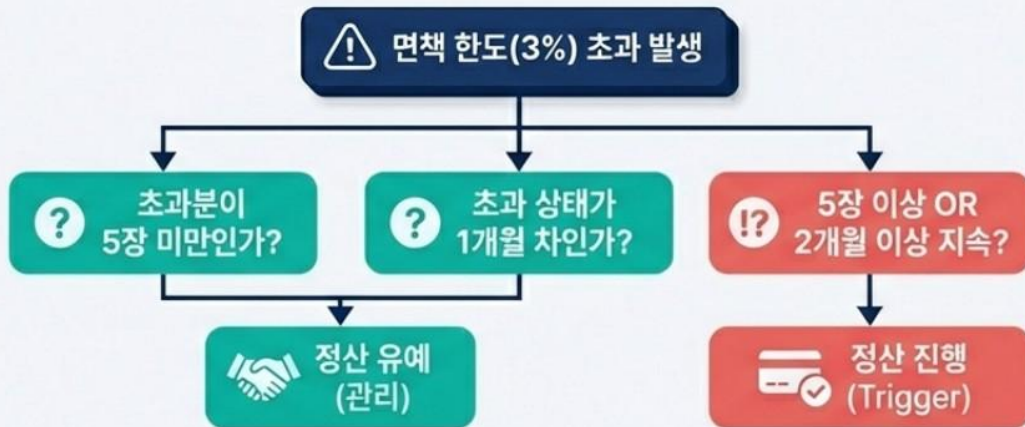 면책 한도(3%) 초과 발생
초과분이
5장 미만인가?
초과 상태가
1개월 차인가?
5장 이상 OR
2개월 이상 지속?
정산 유예
(관리)
정산 진행
(Trigger)